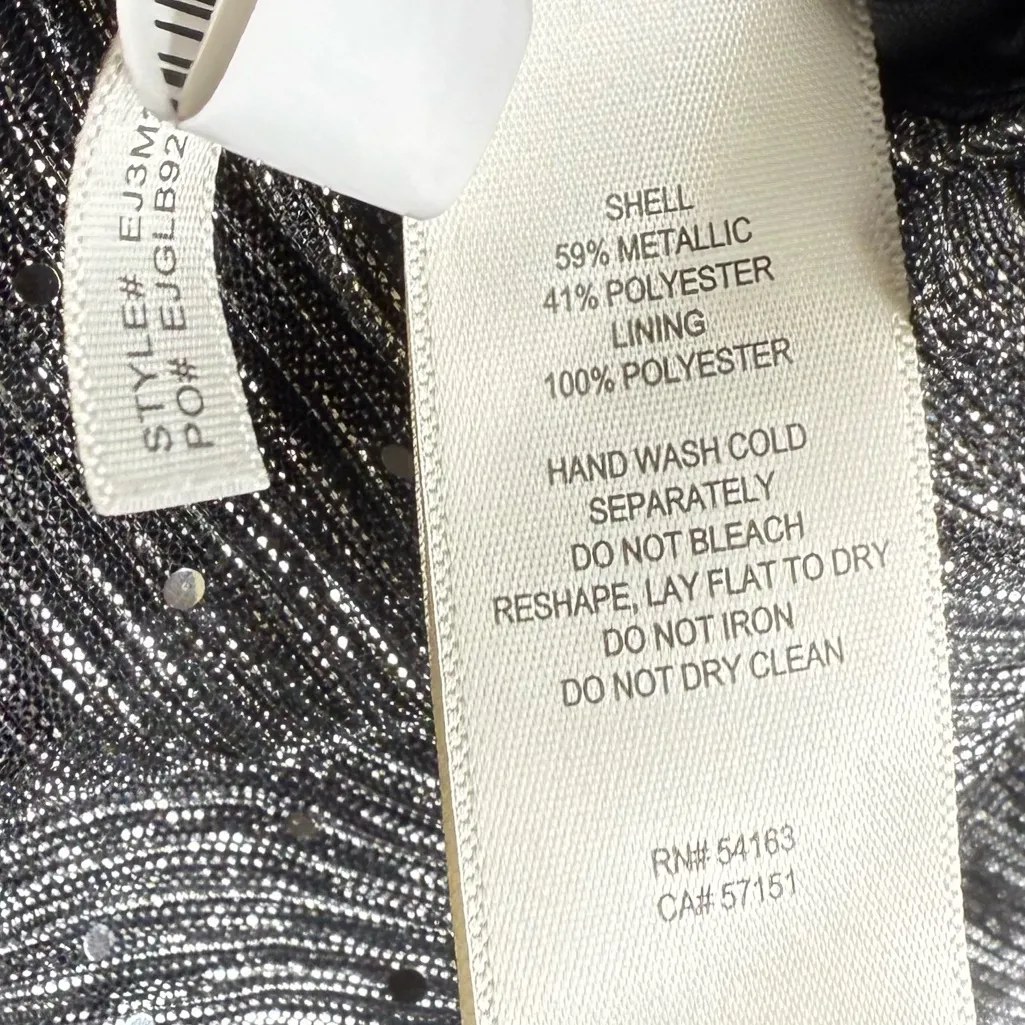 STYLE# EJ3M
PO# EJGLB92
SHELL
59% METALLIC
41% POLYESTER
LINING
100% POLYESTER
HAND WASH COLD
SEPARATELY
DO NOT BLEACH
RESHAPE, LAY FLAT TO DRY
DO NOT IRON
DO NOT DRY CLEAN
RN# 54163
CA# 57151